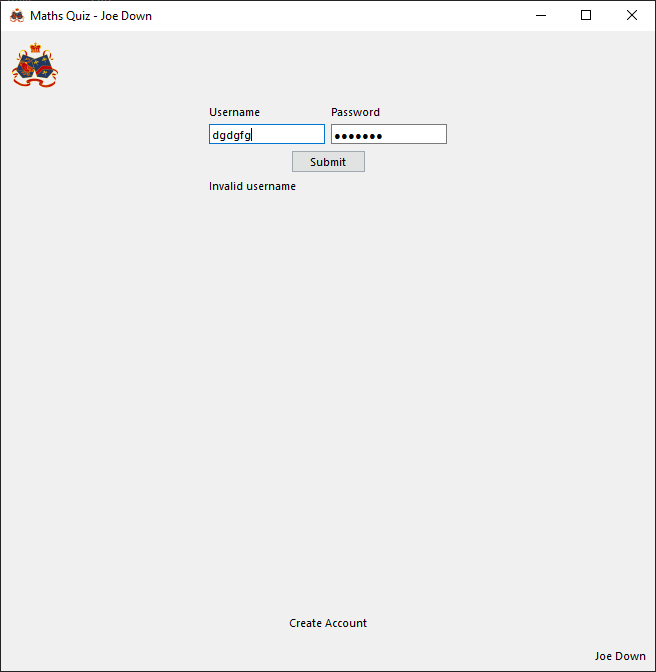 Maths Quiz - Joe Down
Username Password
dgdgfg ●●●●●●●
Submit
Invalid username
Create Account
Joe Down